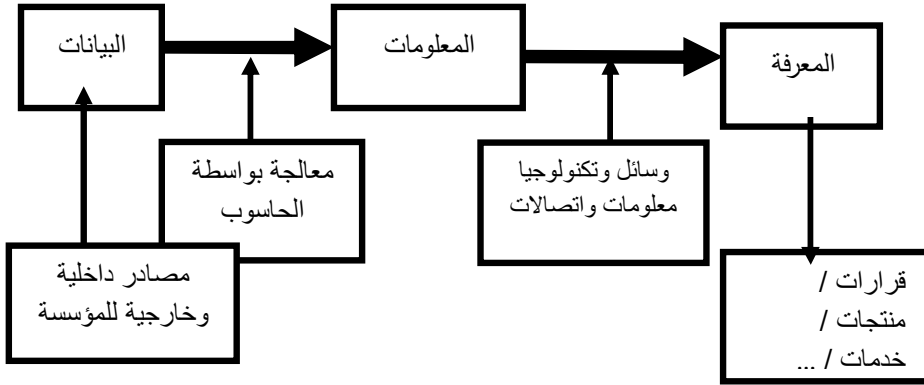 البيانات
المعلومات
المعرفة
معالجة بواسطة
الحاسوب
وسائل وتكنولوجيا
معلومات واتصالات
مصادر داخلية
وخارجية للمؤسسة
قرارات /
منتجات /
خدمات / ...